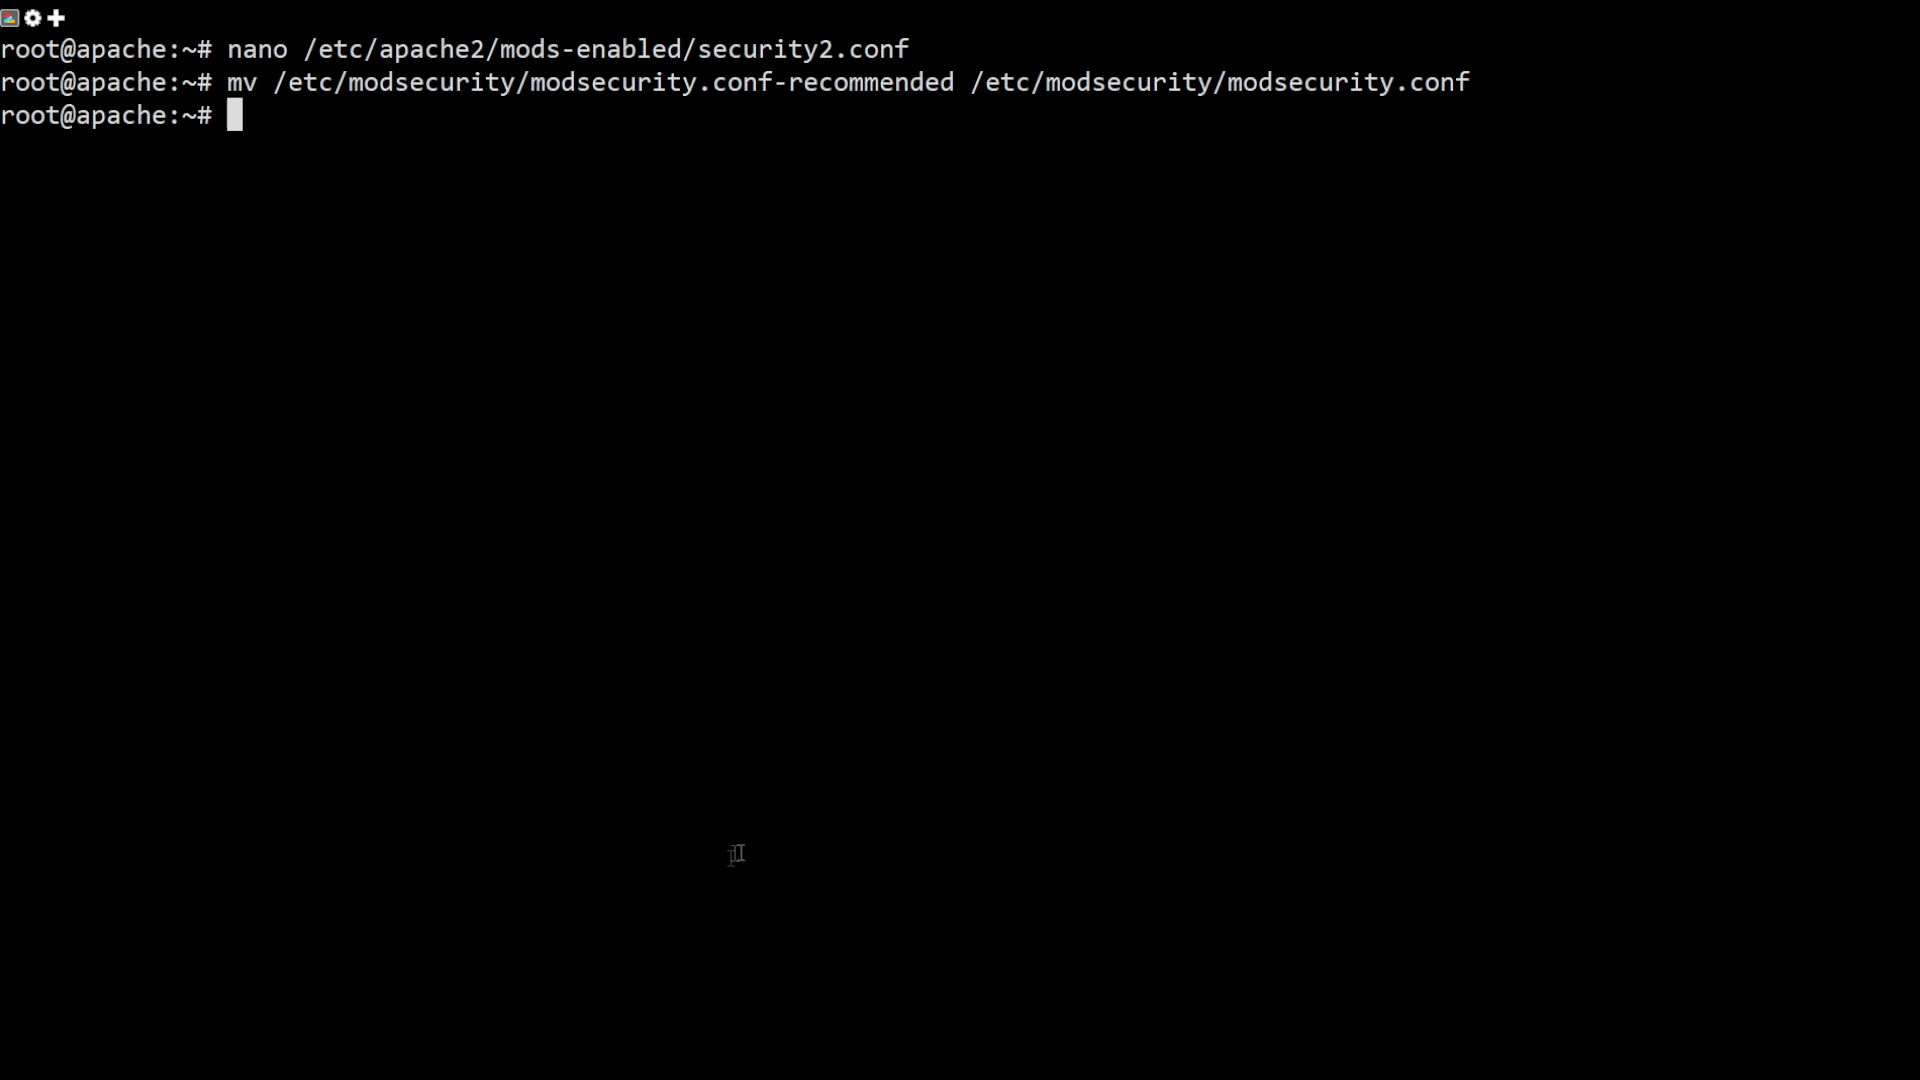 root@apache:~# nano /etc/apache2/mods-enabled/security2.conf
root@apache:~# mv /etc/modsecurity/modsecurity.conf-recommended /etc/modsecurity/modsecurity.conf
root@apache:~#